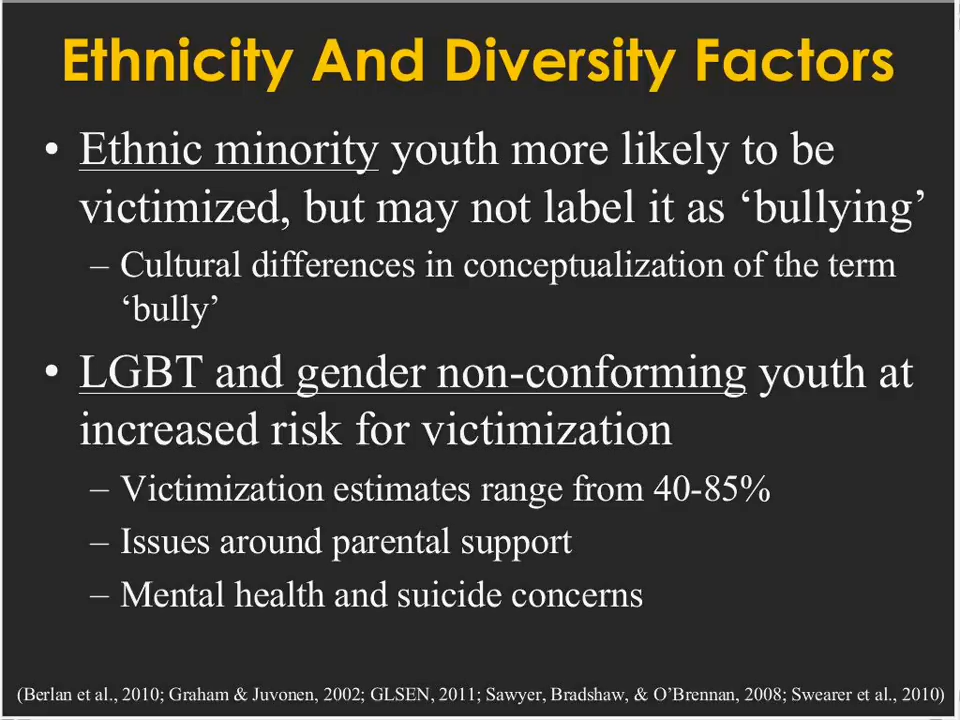 Ethnicity And Diversity Factors
• Ethnic minority youth more likely to be
victimized, but may not label it as ‘bullying’
– Cultural differences in conceptualization of the term
‘bully’
• LGBT and gender non-conforming youth at
increased risk for victimization
– Victimization estimates range from 40-85%
– Issues around parental support
– Mental health and suicide concerns
(Berlan et al., 2010; Graham & Juvonen, 2002; GLSEN, 2011; Sawyer, Bradshaw, & O’Brennan, 2008; Swearer et al., 2010)